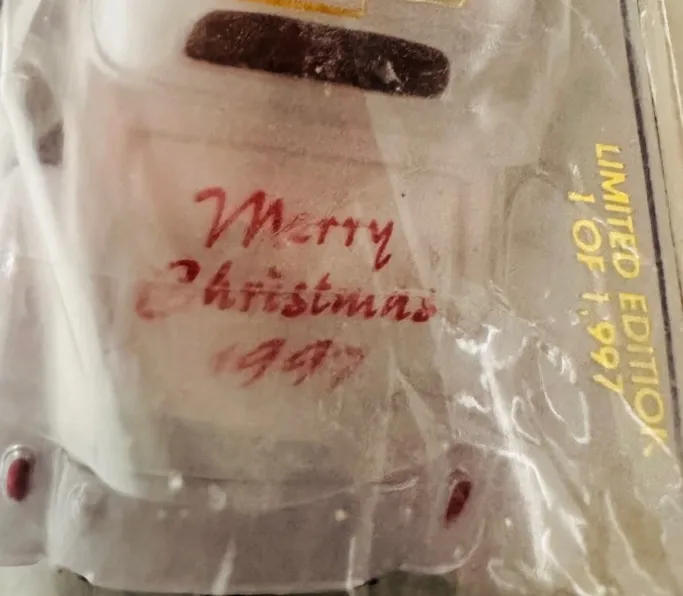 Merry
Christmas
1997
LIMITED EDITION
1 OF 1,997